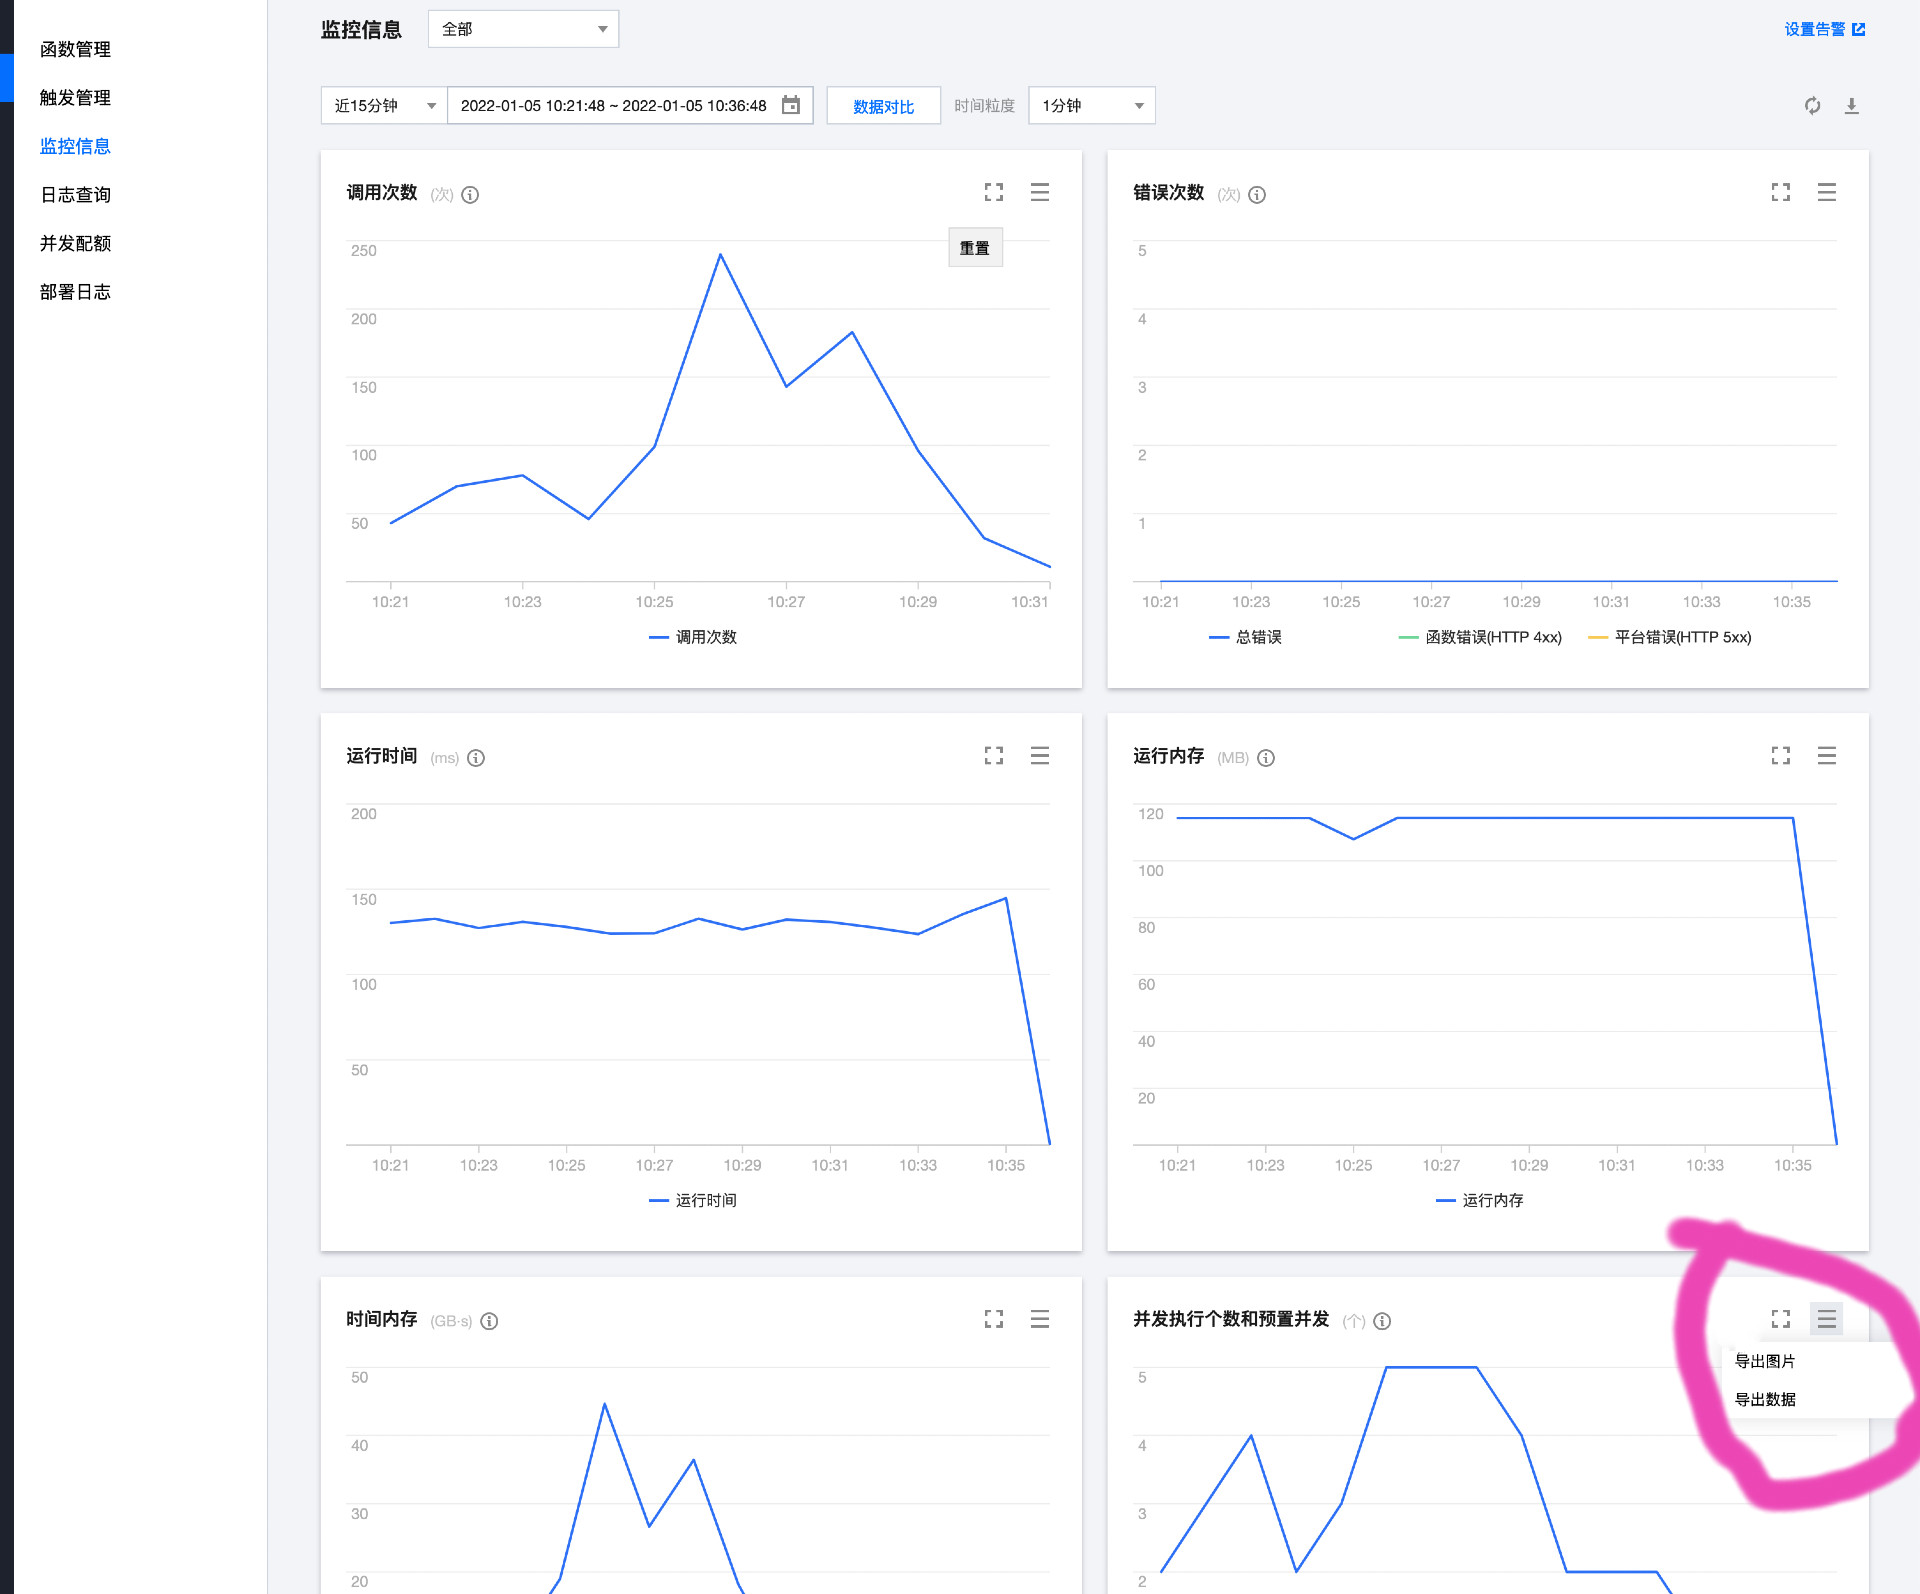 函数管理
触发管理
监控信息
日志查询
并发配额
部署日志
监控信息 全部 设置告警
近15分钟 2022-01-05 10:21:48 ~ 2022-01-05 10:36:48 数据对比 时间粒度 1分钟
调用次数 (次)
重置
250
200
150
100
50
10:21 10:23 10:25 10:27 10:29 10:31
调用次数
错误次数 (次)
5
4
3
2
1
10:21 10:23 10:25 10:27 10:29 10:31 10:33 10:35
总错误 函数错误(HTTP 4xx) 平台错误(HTTP 5xx)
运行时间 (ms)
200
150
100
50
10:21 10:23 10:25 10:27 10:29 10:31 10:33 10:35
运行时间
运行内存 (MB)
120
100
80
60
40
20
10:21 10:23 10:25 10:27 10:29 10:31 10:33 10:35
运行内存
时间内存 (GB·s)
50
40
30
20
并发执行个数和预置并发 (个)
导出图片
导出数据
5
4
3
2